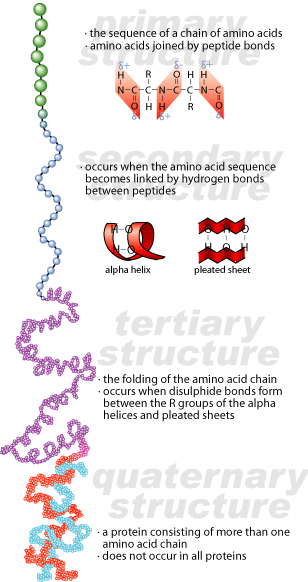 primary
structure
· the sequence of a chain of amino acids
· amino acids joined by peptide bonds
δ+ δ- δ+
H R O H H
N C C N C C N C
H O H R O
δ- δ+ δ-
secondary
structure
· occurs when the amino acid sequence
becomes linked by hydrogen bonds
between peptides
H O
H O
O H O
H O H
alpha helix pleated sheet
tertiary
structure
· the folding of the amino acid chain
· occurs when disulphide bonds form
between the R groups of the alpha
helices and pleated sheets
quaternary
structure
· a protein consisting of more than one
amino acid chain
· does not occur in all proteins